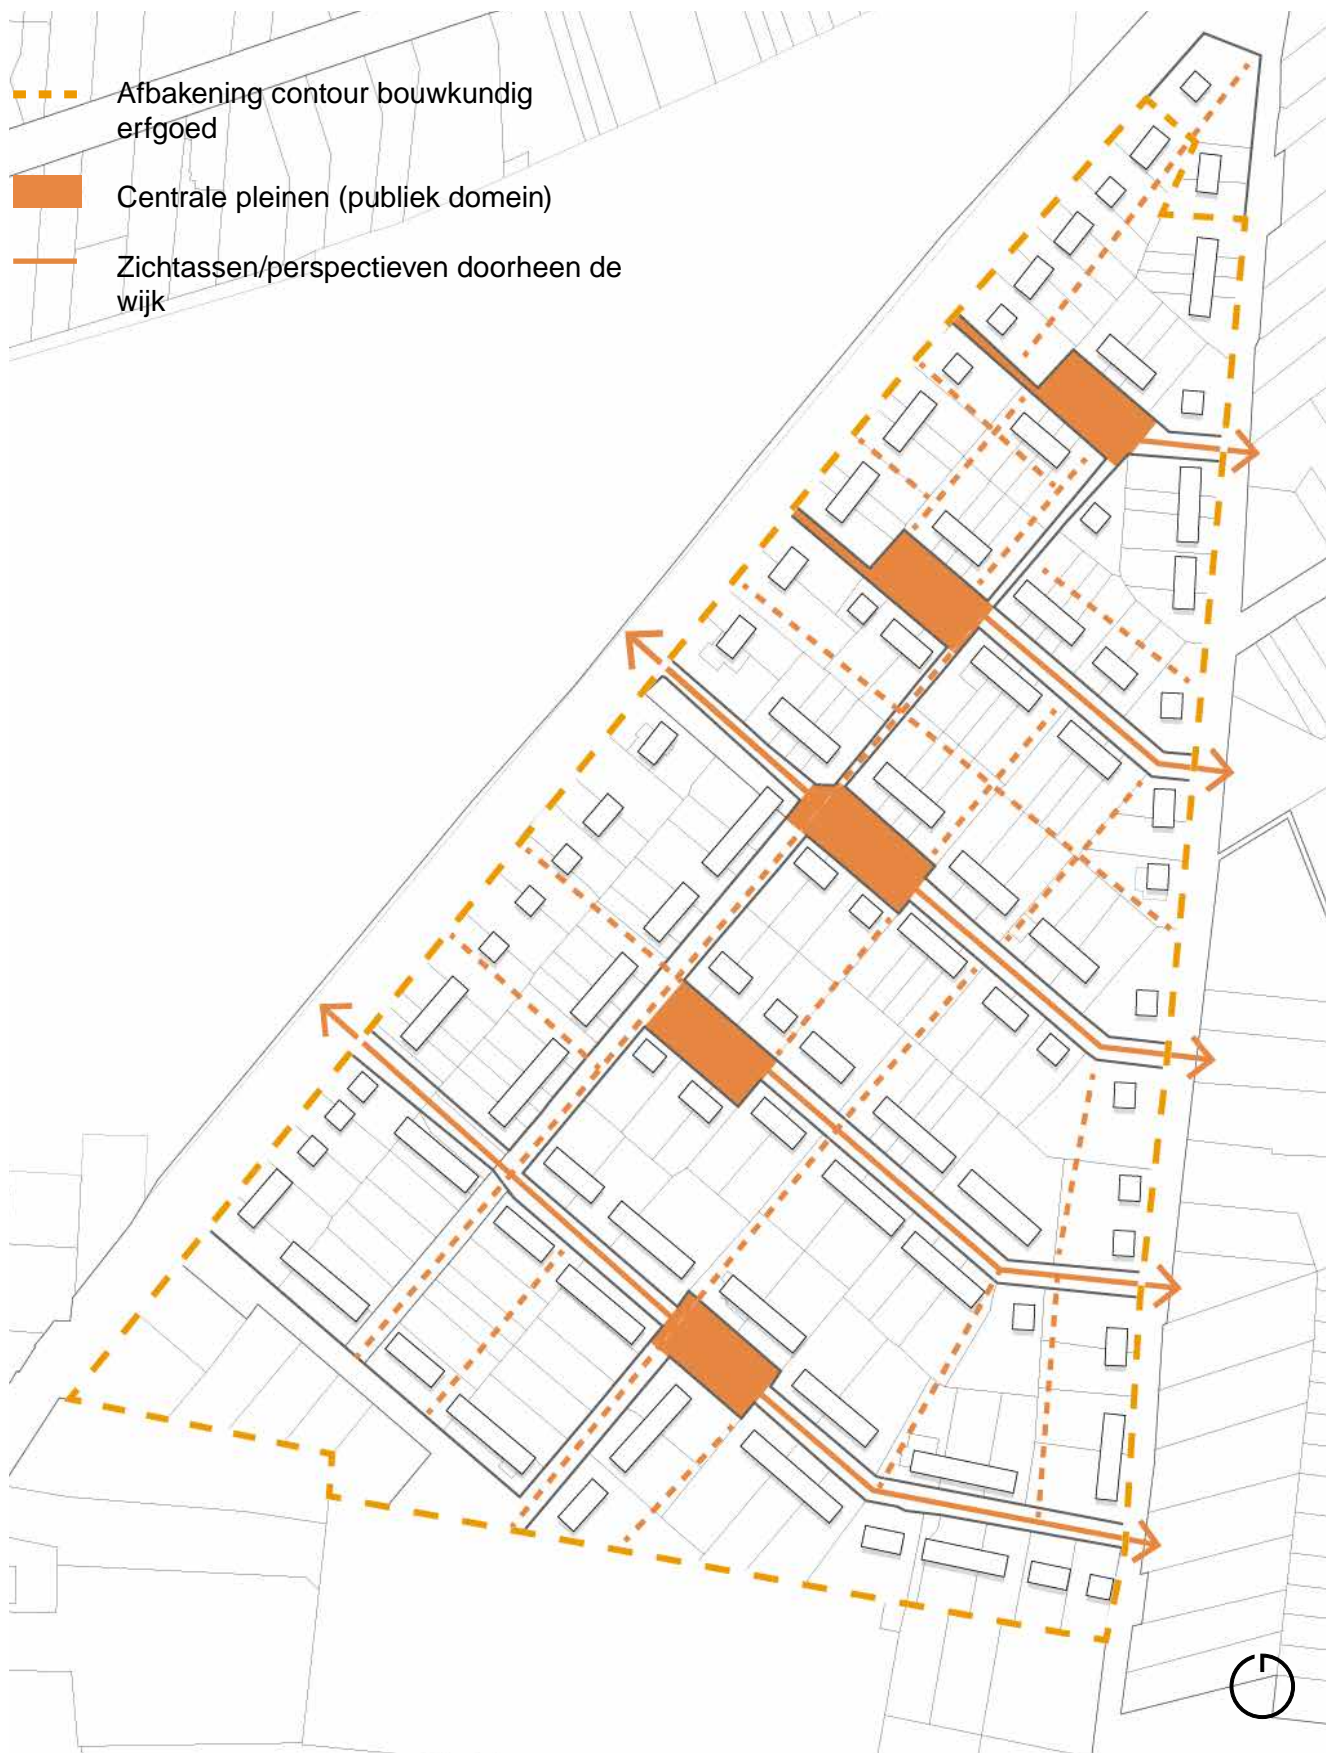 Afbakening contour bouwkundig
erfgoed
Centrale pleinen (publiek domein)
Zichtassen/perspectieven doorheen de
wijk